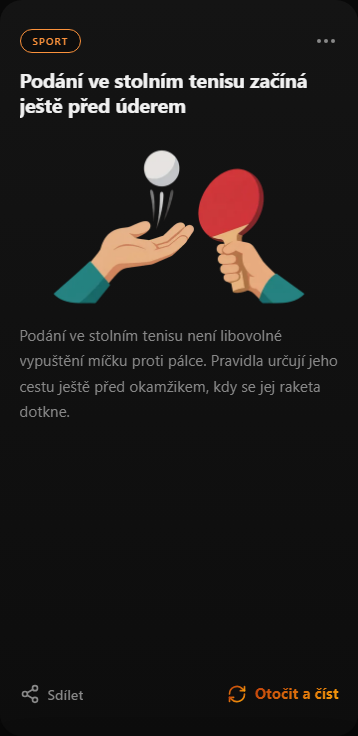 SPORT
Podání ve stolním tenisu začíná
ještě před úderem
Podání ve stolním tenisu není libovolné
vypuštění míčku proti pálce. Pravidla určují jeho
cestu ještě před okamžikem, kdy se jej raketa
dotkne.
Sdílet
Otočit a číst